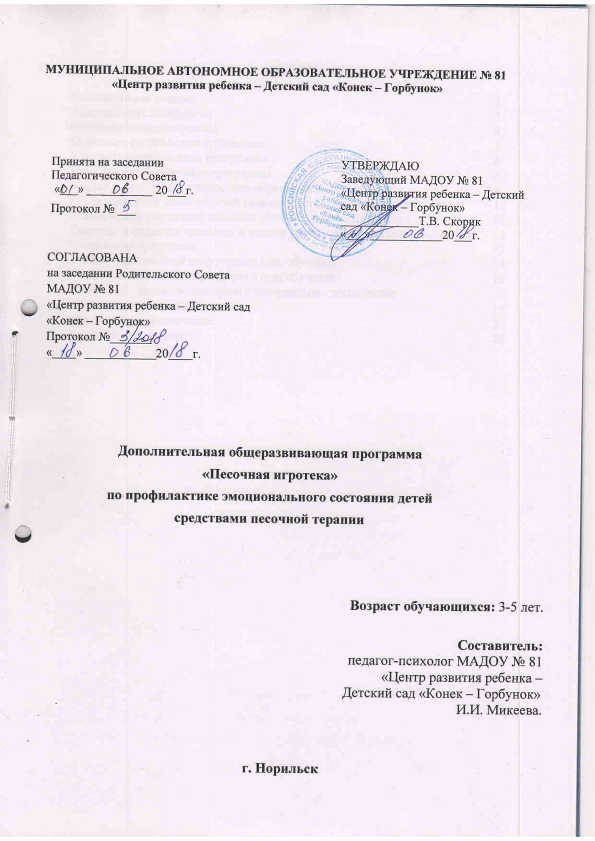 МУНИЦИПАЛЬНОЕ АВТОНОМНОЕ ОБРАЗОВАТЕЛЬНОЕ УЧРЕЖДЕНИЕ № 81
«Центр развития ребенка – Детский сад «Конек – Горбунок»
Принята на заседании
Педагогического Совета
«01» 06 2018 г.
Протокол № 5
УТВЕРЖДАЮ
Заведующий МАДОУ № 81
«Центр развития ребенка – Детский
сад «Конек – Горбунок»
Т.В. Скорик
06 2018 г.
СОГЛАСОВАНА
на заседании Родительского Совета
МАДОУ № 81
«Центр развития ребенка – Детский сад
«Конек – Горбунок»
Протокол № 3/2018
«18» 06 2018 г.
Дополнительная общеразвивающая программа
«Песочная игротека»
по профилактике эмоционального состояния детей
средствами песочной терапии
Возраст обучающихся: 3-5 лет.
Составитель:
педагог-психолог МАДОУ № 81
«Центр развития ребенка –
Детский сад «Конек – Горбунок»
И.И. Микеева.
г. Норильск